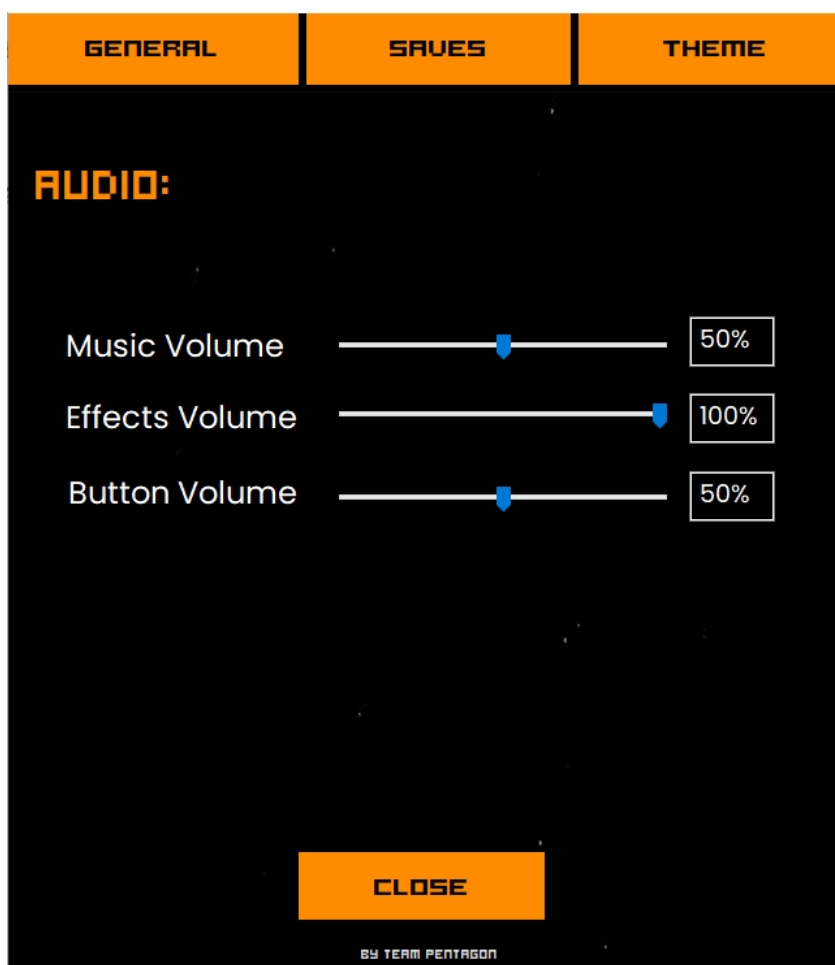 GENERAL SAVES THEME
AUDIO:
Music Volume 50%
Effects Volume 100%
Button Volume 50%
CLOSE
BY TEAM PENTAGON